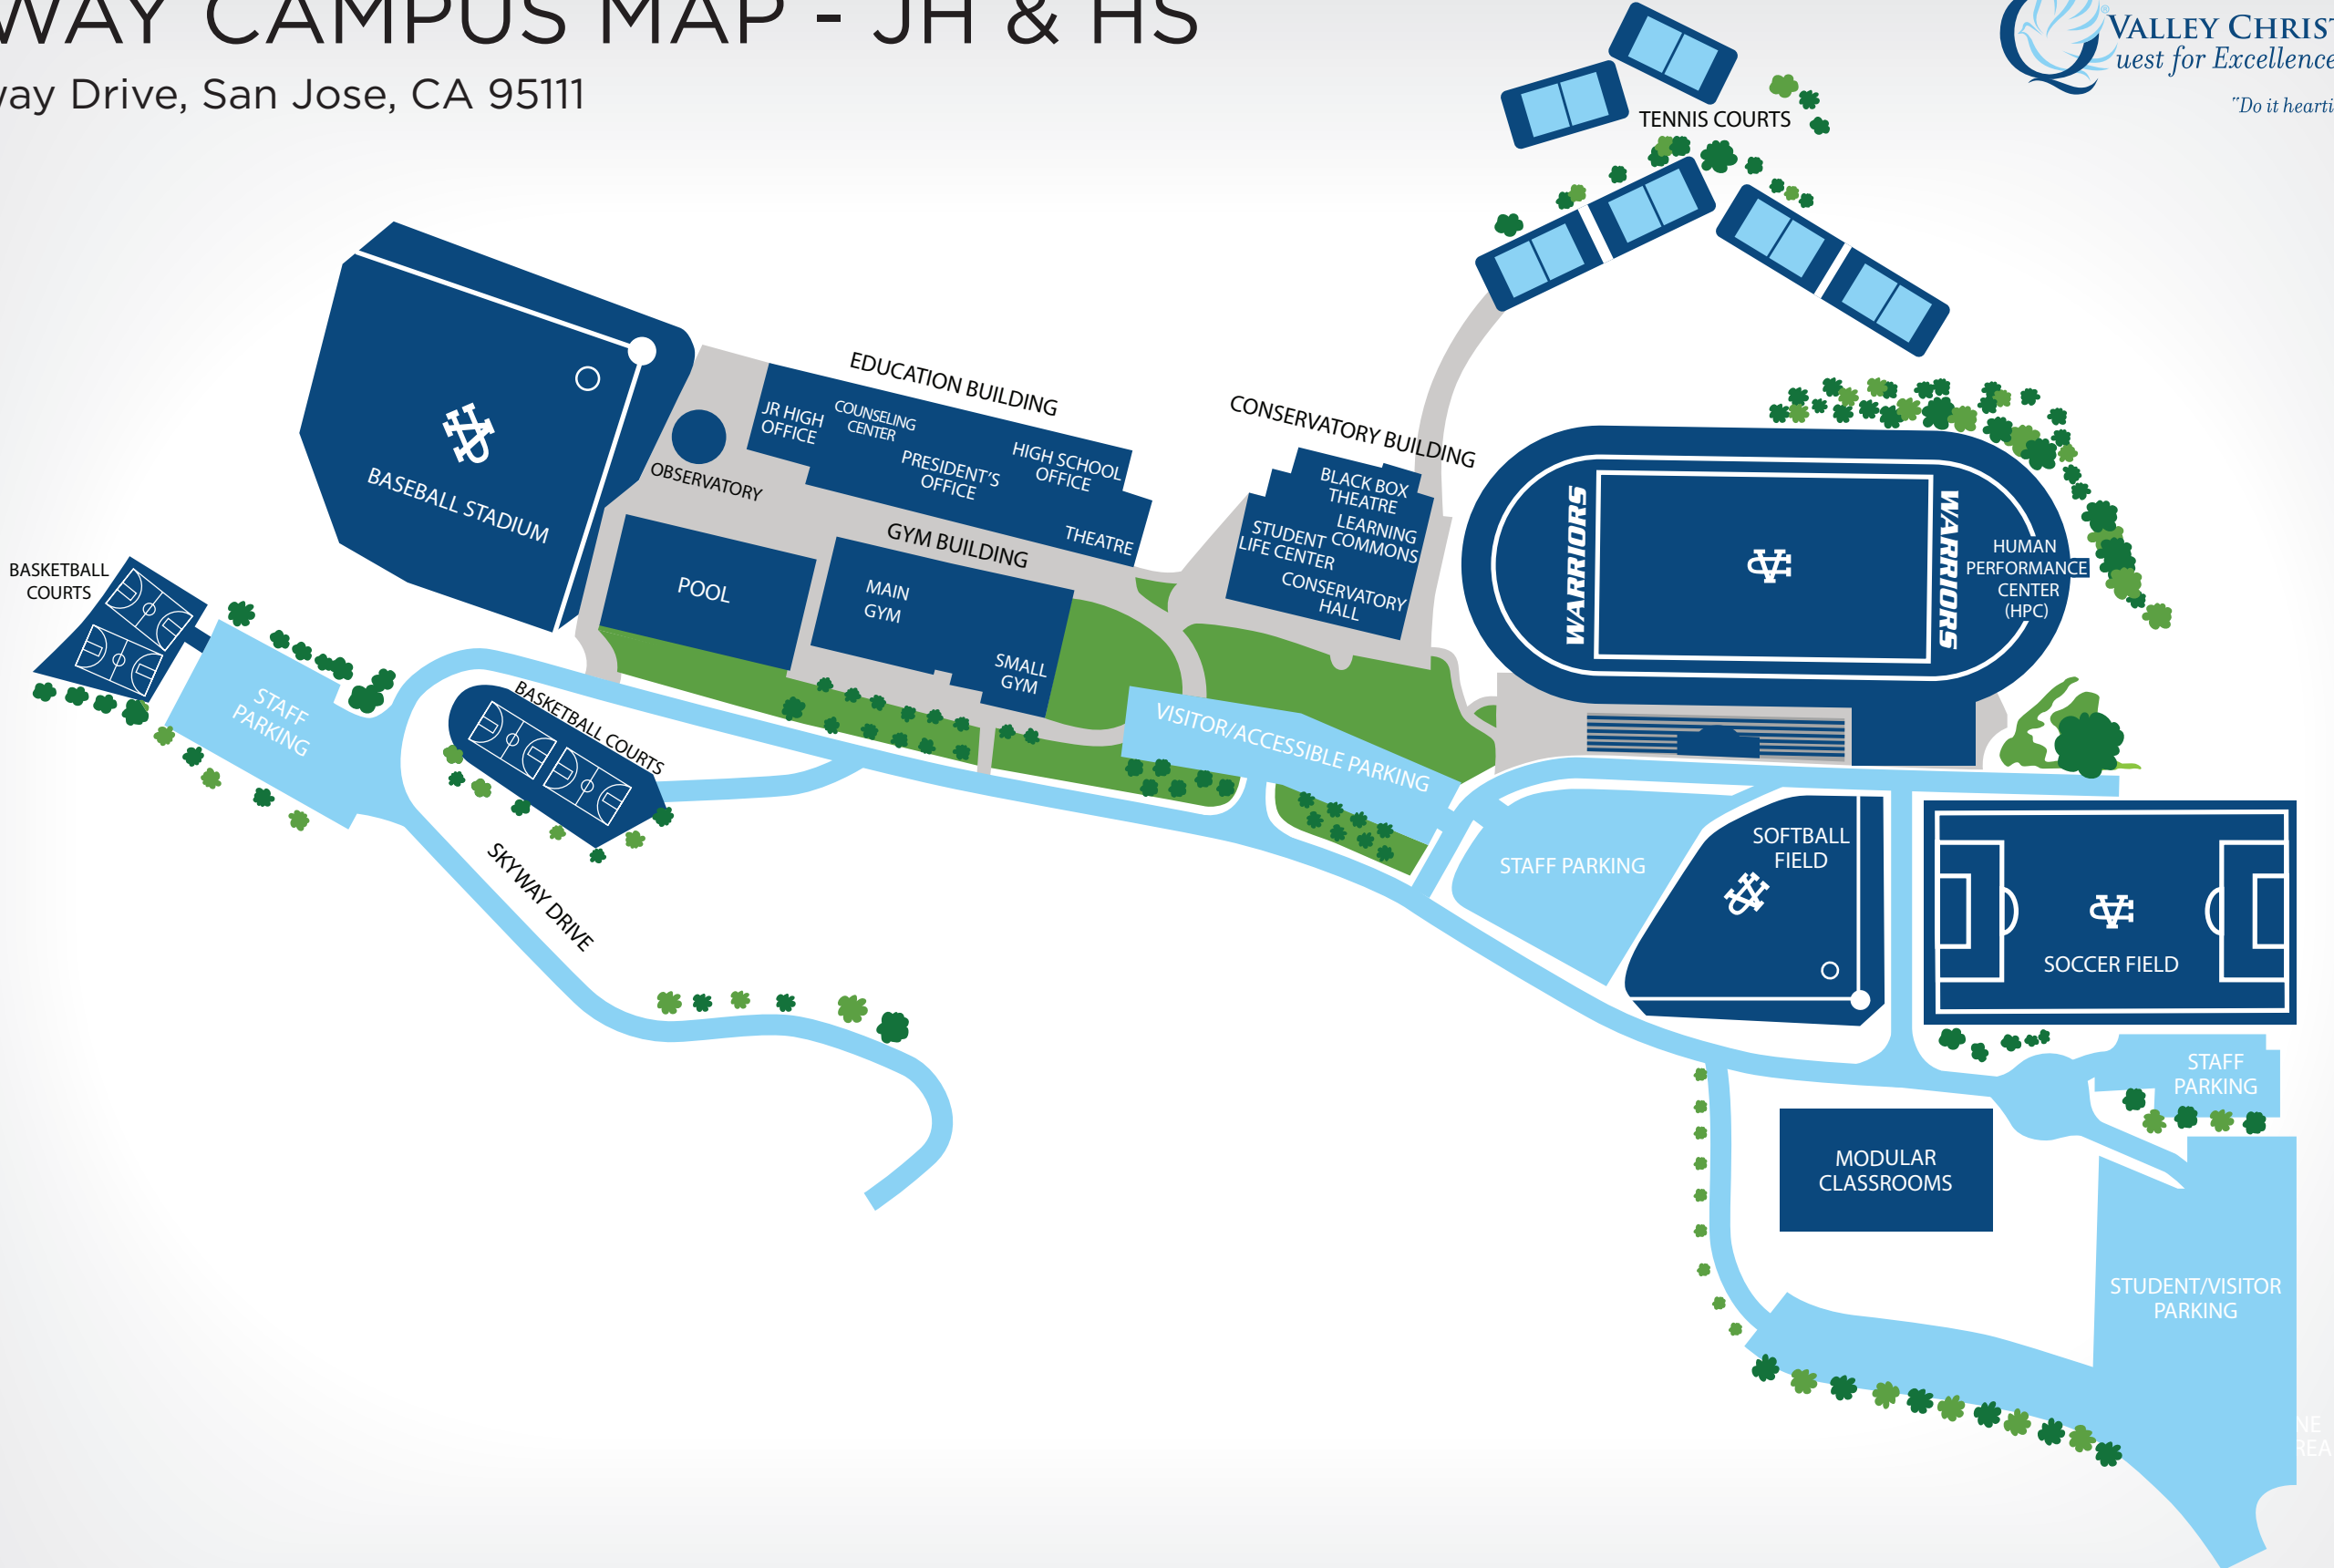 WAY CAMPUS MAP - JH & HS
way Drive, San Jose, CA 95111
VALLEY CHRIST
uest for Excellence
"Do it hearti
TENNIS COURTS
EDUCATION BUILDING
JR HIGH
OFFICE
COUNSELING
CENTER
PRESIDENT'S
OFFICE
HIGH SCHOOL
OFFICE
THEATRE
OBSERVATORY
BASEBALL STADIUM
GYM BUILDING
POOL
MAIN
GYM
SMALL
GYM
CONSERVATORY BUILDING
BLACK BOX
THEATRE
LEARNING
COMMONS
STUDENT
LIFE CENTER
CONSERVATORY
HALL
WARRIORS
WARRIORS
HUMAN
PERFORMANCE
CENTER
(HPC)
BASKETBALL
COURTS
STAFF
PARKING
BASKETBALL COURTS
SKYWAY DRIVE
VISITOR/ACCESSIBLE PARKING
STAFF PARKING
SOFTBALL
FIELD
SOCCER FIELD
STAFF
PARKING
MODULAR
CLASSROOMS
STUDENT/VISITOR
PARKING
NE
REA